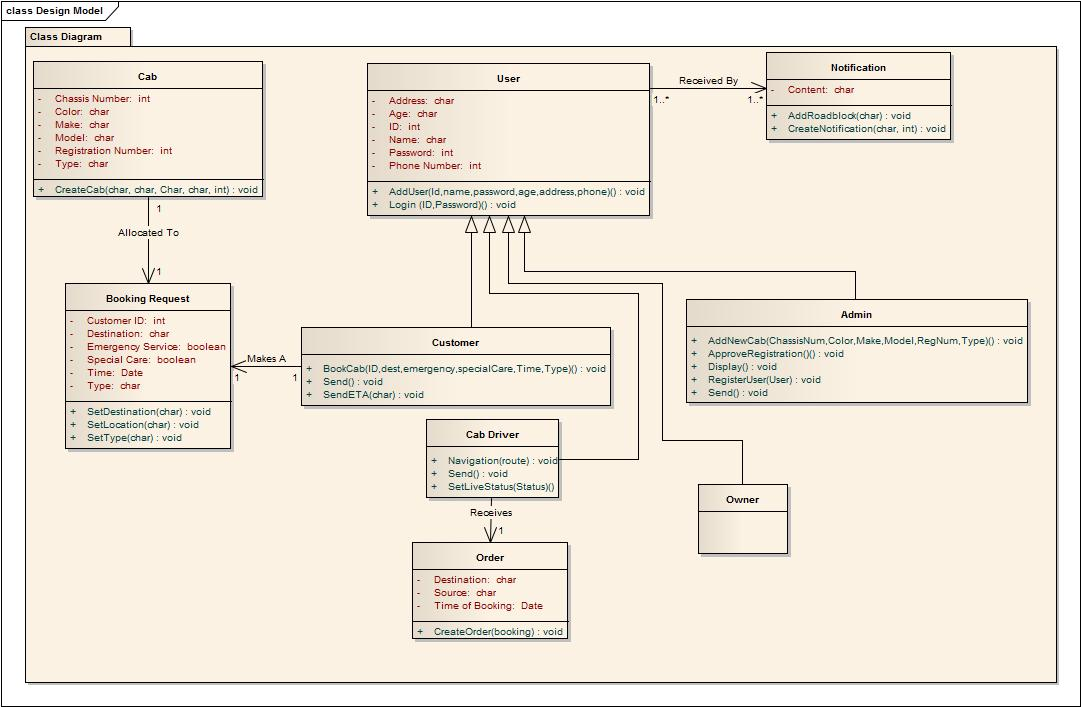 class Design Model
Class Diagram
Cab
- Chassis Number: int
- Color: char
- Make: char
- Model: char
- Registration Number: int
- Type: char
+ CreateCab(char, char, Char, char, int) : void
1
Allocated To
1
Booking Request
- Customer ID: int
- Destination: char
- Emergency Service: boolean
- Special Care: boolean
- Time: Date
- Type: char
+ SetDestination(char) : void
+ SetLocation(char) : void
+ SetType(char) : void
User
- Address: char
- Age: char
- ID: int
- Name: char
- Password: int
- Phone Number: int
+ AddUser(Id,name,password,age,address,phone)() : void
+ Login (ID,Password)() : void
Received By
1..*
1..*
Notification
- Content: char
+ AddRoadblock(char) : void
+ CreateNotification(char, int) : void
Makes A
1
1
Customer
+ BookCab(ID,dest,emergency,specialCare,Time,Type)() : void
+ Send() : void
+ SendETA(char) : void
Admin
+ AddNewCab(ChassisNum,Color,Make,Model,RegNum,Type)() : void
+ ApproveRegistration()() : void
+ Display() : void
+ RegisterUser(User) : void
+ Send() : void
Cab Driver
+ Navigation(route) : void
+ Send() : void
+ SetLiveStatus(Status)()
Receives
1
Owner
Order
- Destination: char
- Source: char
- Time of Booking: Date
+ CreateOrder(booking) : void